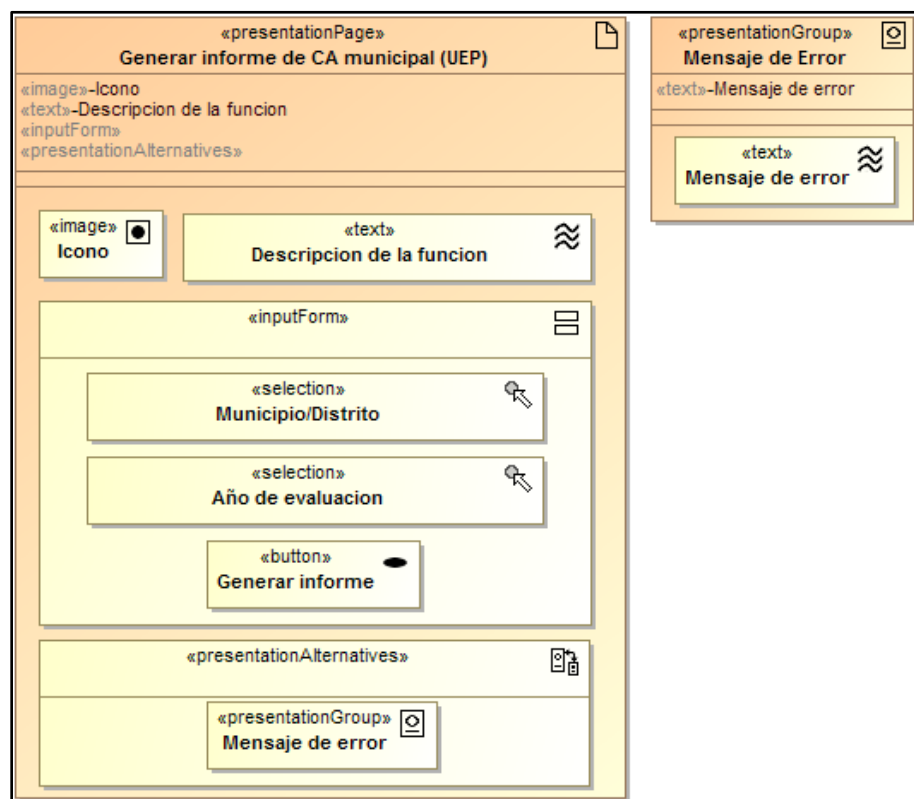 «presentationPage»
Generar informe de CA municipal (UEP)
«image»-Icono
«text»-Descripcion de la funcion
«inputForm»
«presentationAlternatives»
«image»
Icono
«text»
Descripcion de la funcion
«inputForm»
«selection»
Municipio/Distrito
«selection»
Año de evaluacion
«button»
Generar informe
«presentationAlternatives»
«presentationGroup»
Mensaje de error
«presentationGroup»
Mensaje de Error
«text»-Mensaje de error
«text»
Mensaje de error